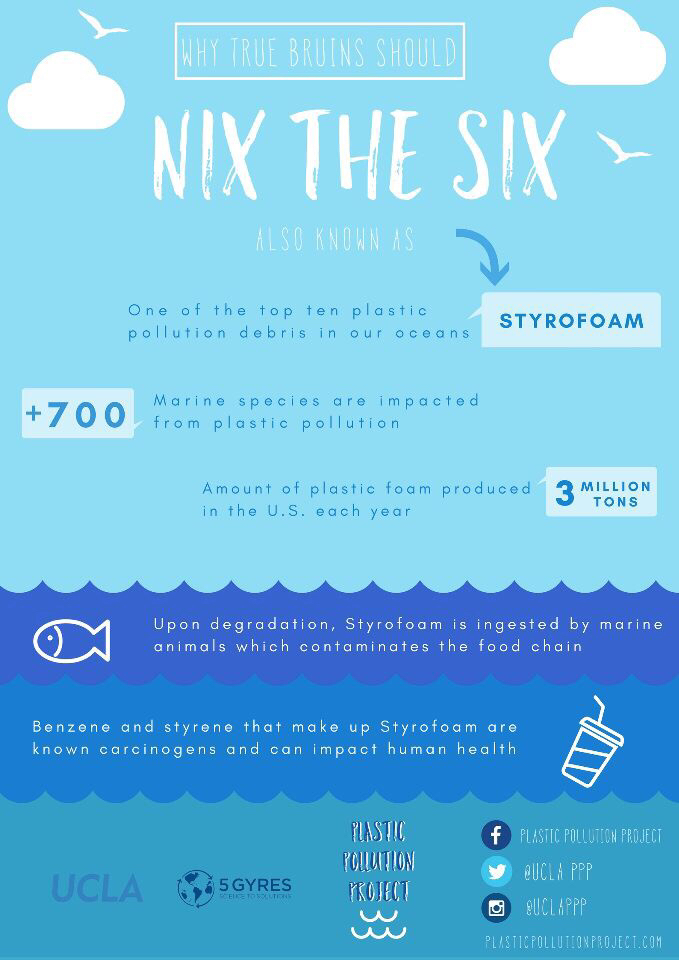 WHY TRUE BRUINS SHOULD
NIX THE SIX
ALSO KNOWN AS
One of the top ten plastic
pollution debris in our oceans
STYROFOAM
+700
Marine species are impacted
from plastic pollution
Amount of plastic foam produced
in the U.S. each year
3 MILLION
TONS
Upon degradation, Styrofoam is ingested by marine
animals which contaminates the food chain
Benzene and styrene that make up Styrofoam are
known carcinogens and can impact human health
UCLA
5 GYRES
SCIENCE TO SOLUTIONS
PLASTIC
POLLUTION
PROJECT
PLASTIC POLLUTION PROJECT
@UCLA PPP
@UCLAPPP
PLASTICPOLLUTIONPROJECT.COM